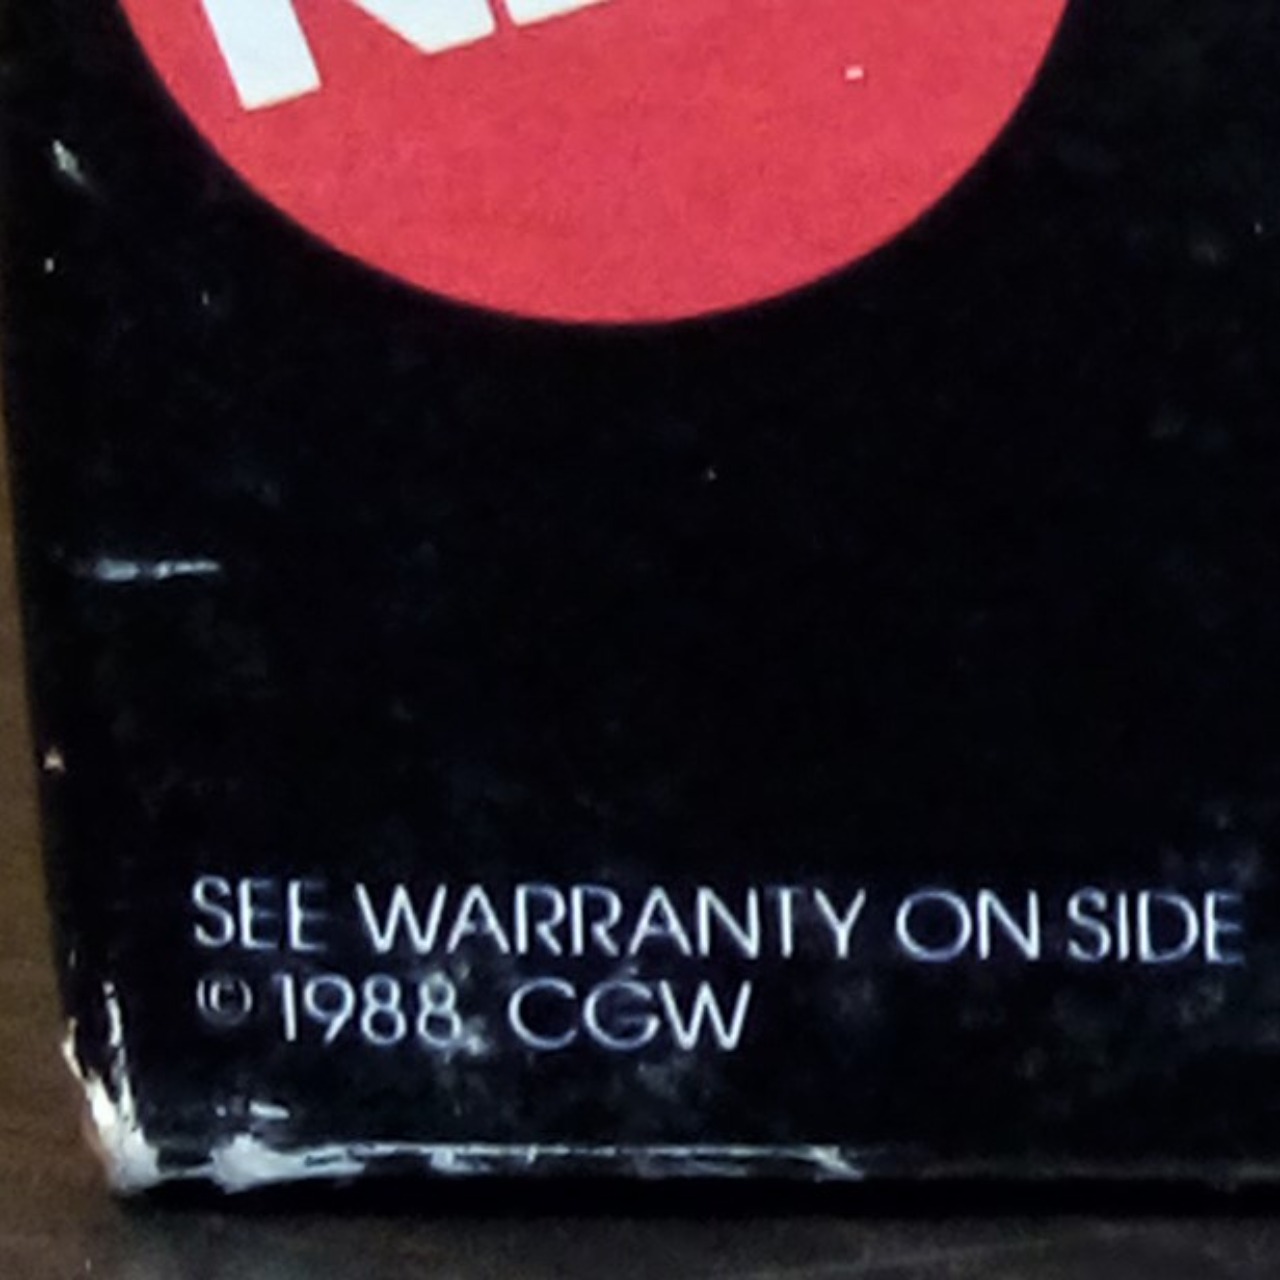 SEE WARRANTY ON SIDE
© 1988, CGW